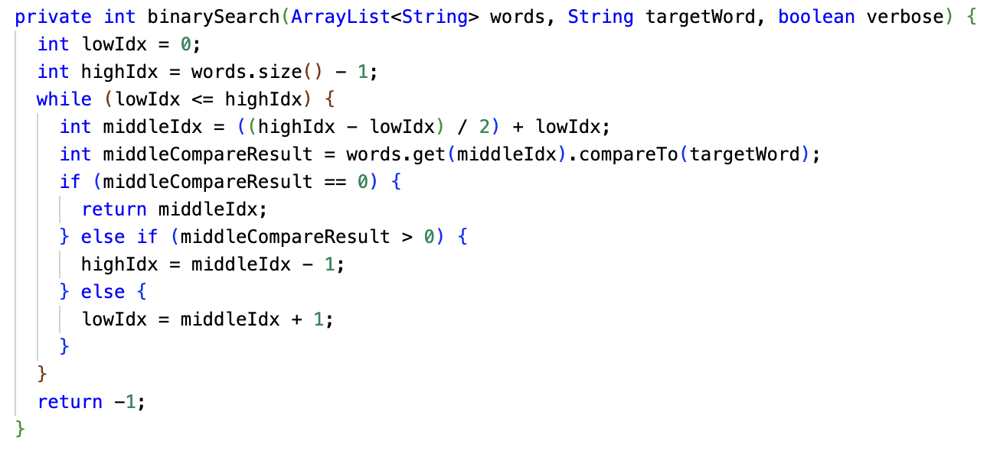 private int binarySearch(ArrayList<String> words, String targetWord, boolean verbose) {
  int lowIdx = 0;
  int highIdx = words.size() - 1;
  while (lowIdx <= highIdx) {
    int middleIdx = ((highIdx - lowIdx) / 2) + lowIdx;
    int middleCompareResult = words.get(middleIdx).compareTo(targetWord);
    if (middleCompareResult == 0) {
      return middleIdx;
    } else if (middleCompareResult > 0) {
      highIdx = middleIdx - 1;
    } else {
      lowIdx = middleIdx + 1;
    }
  }
  return -1;
}